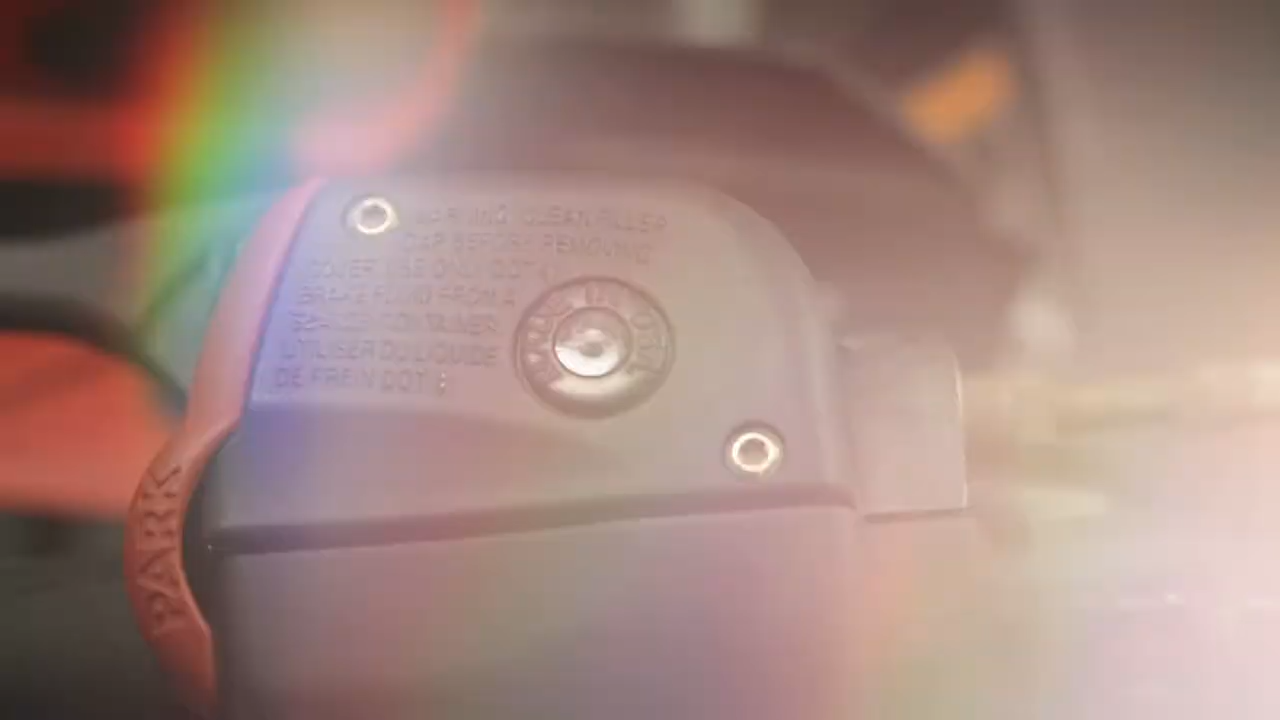 WARNING: CLEAN FILLER
CAP BEFORE REMOVING
COVER. USE ONLY DOT 4
BRAKE FLUID FROM A
SEALED CONTAINER
UTILISER DU LIQUIDE
DE FREIN DOT 4
PARK